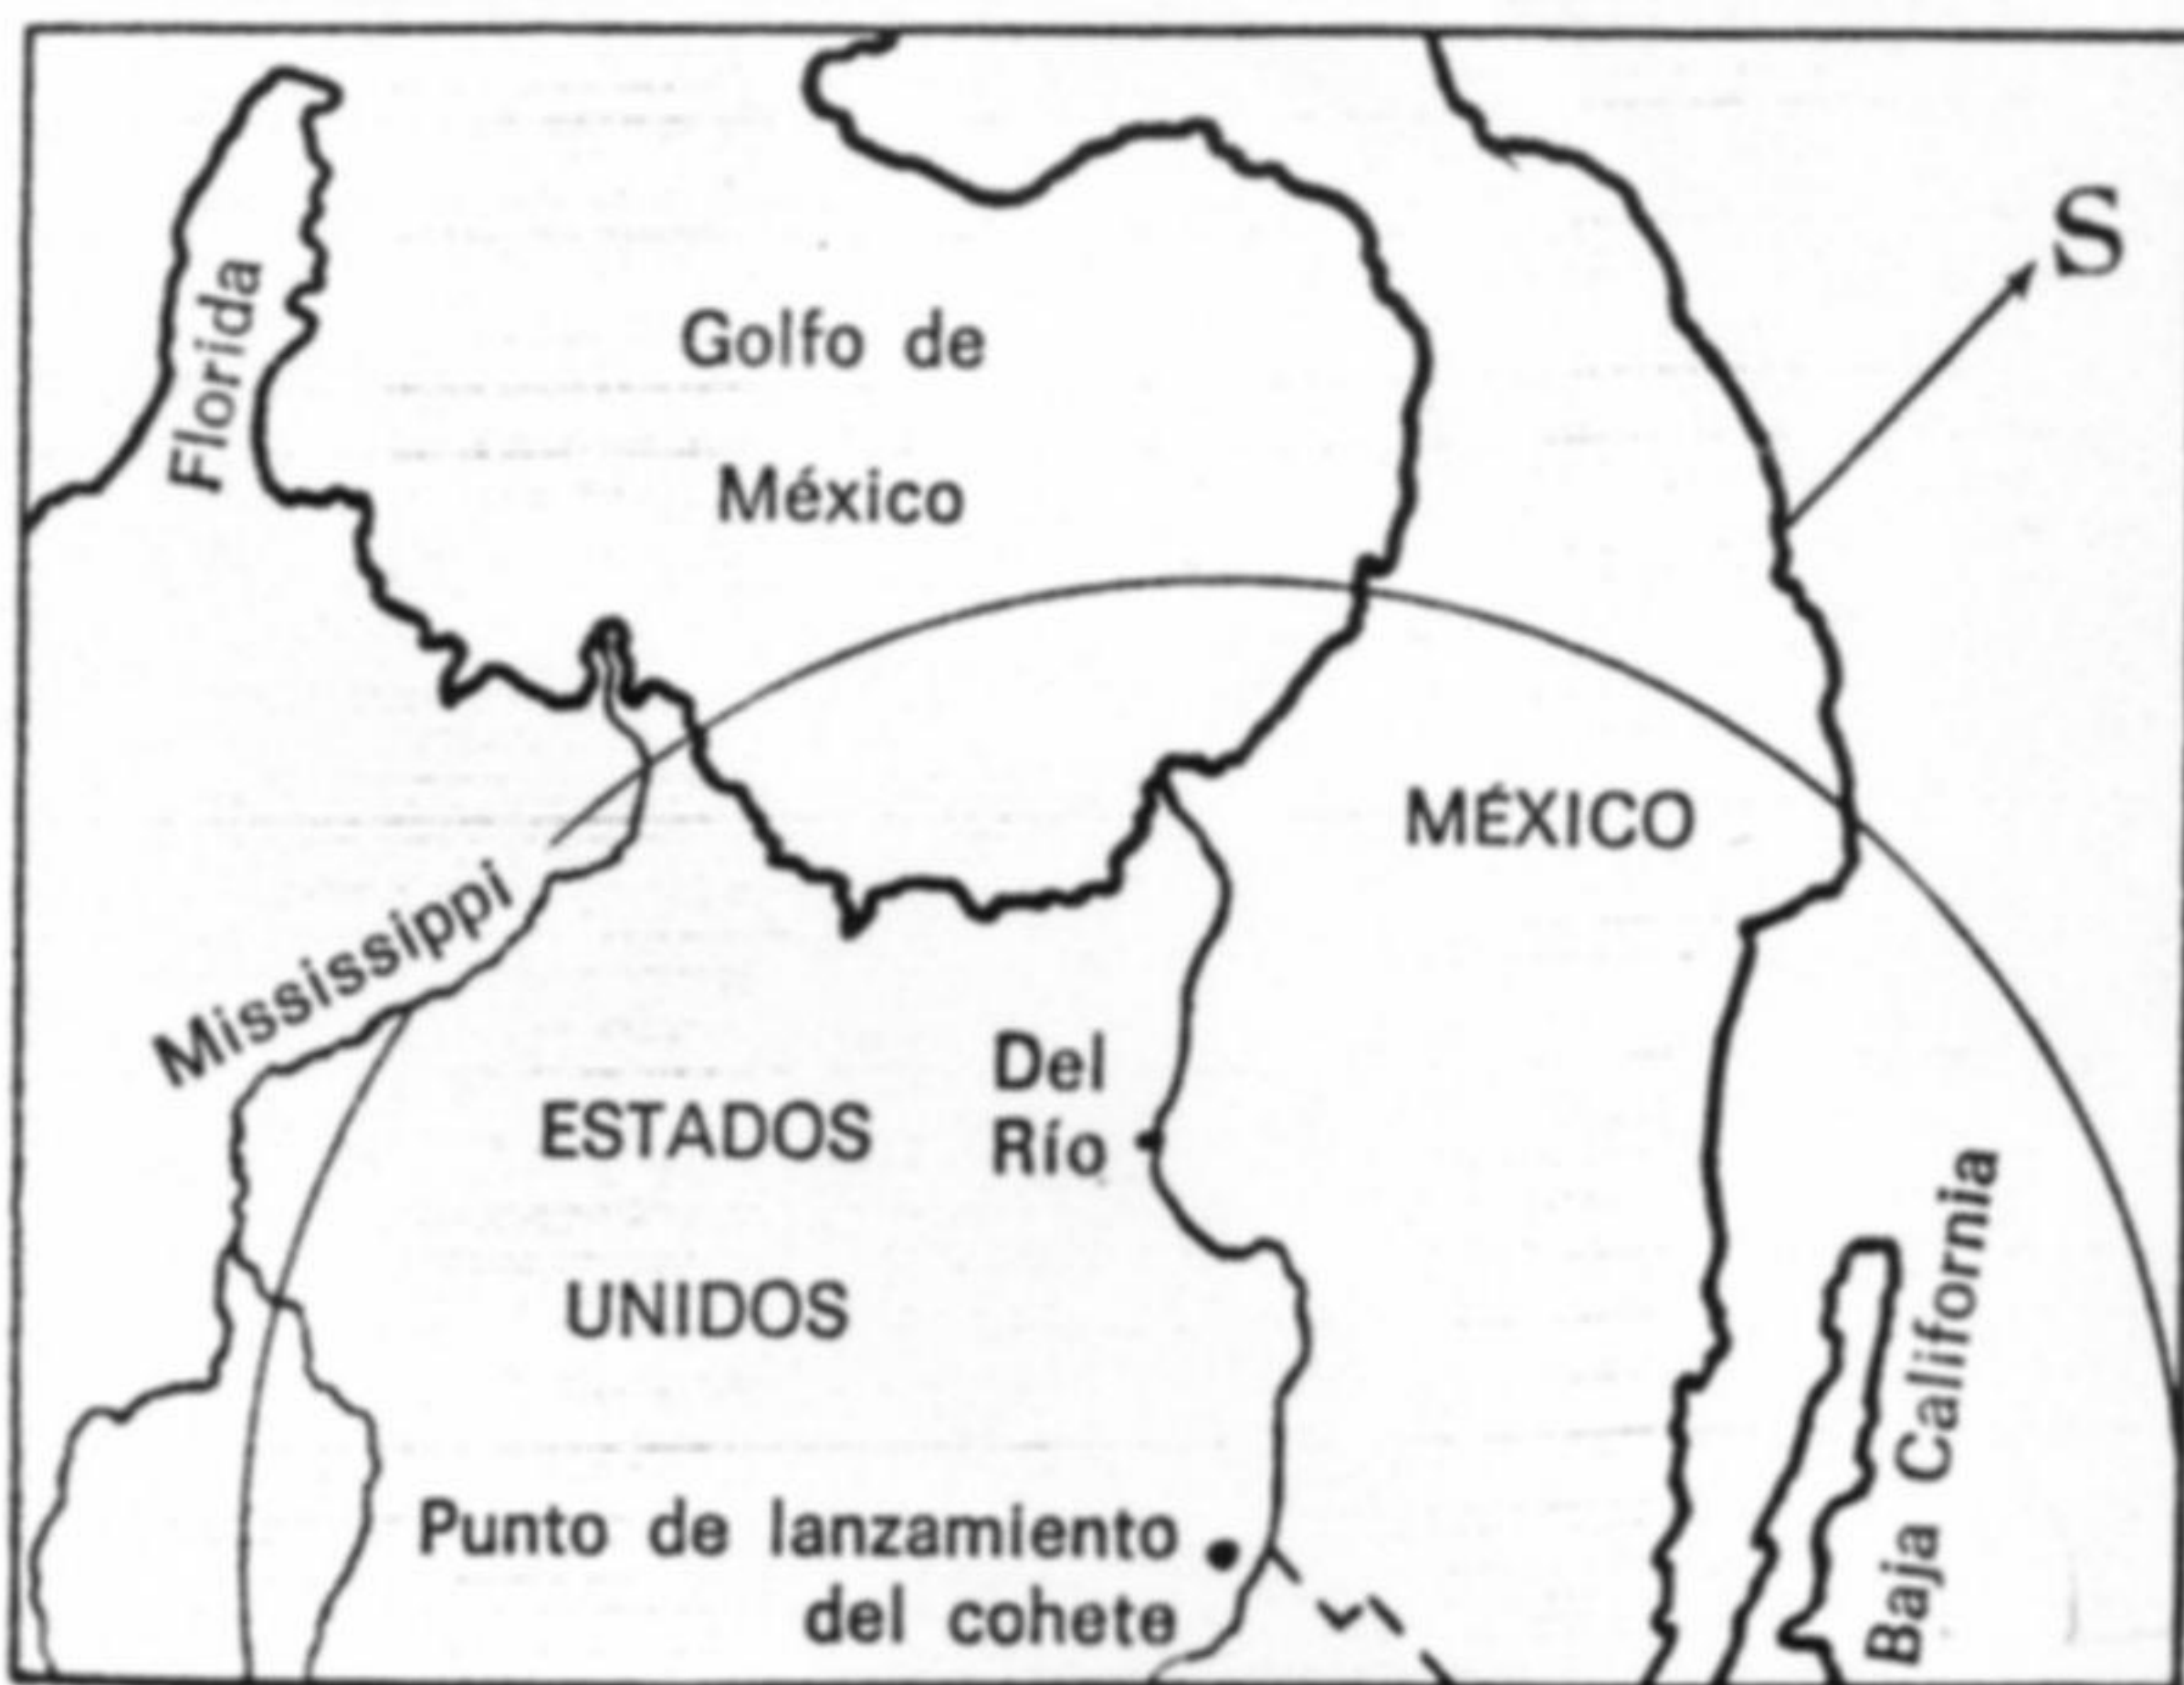 S
Florida
Golfo de
México
MÉXICO
Mississippi
Del
Río
ESTADOS
UNIDOS
Baja California
Punto de lanzamiento
del cohete